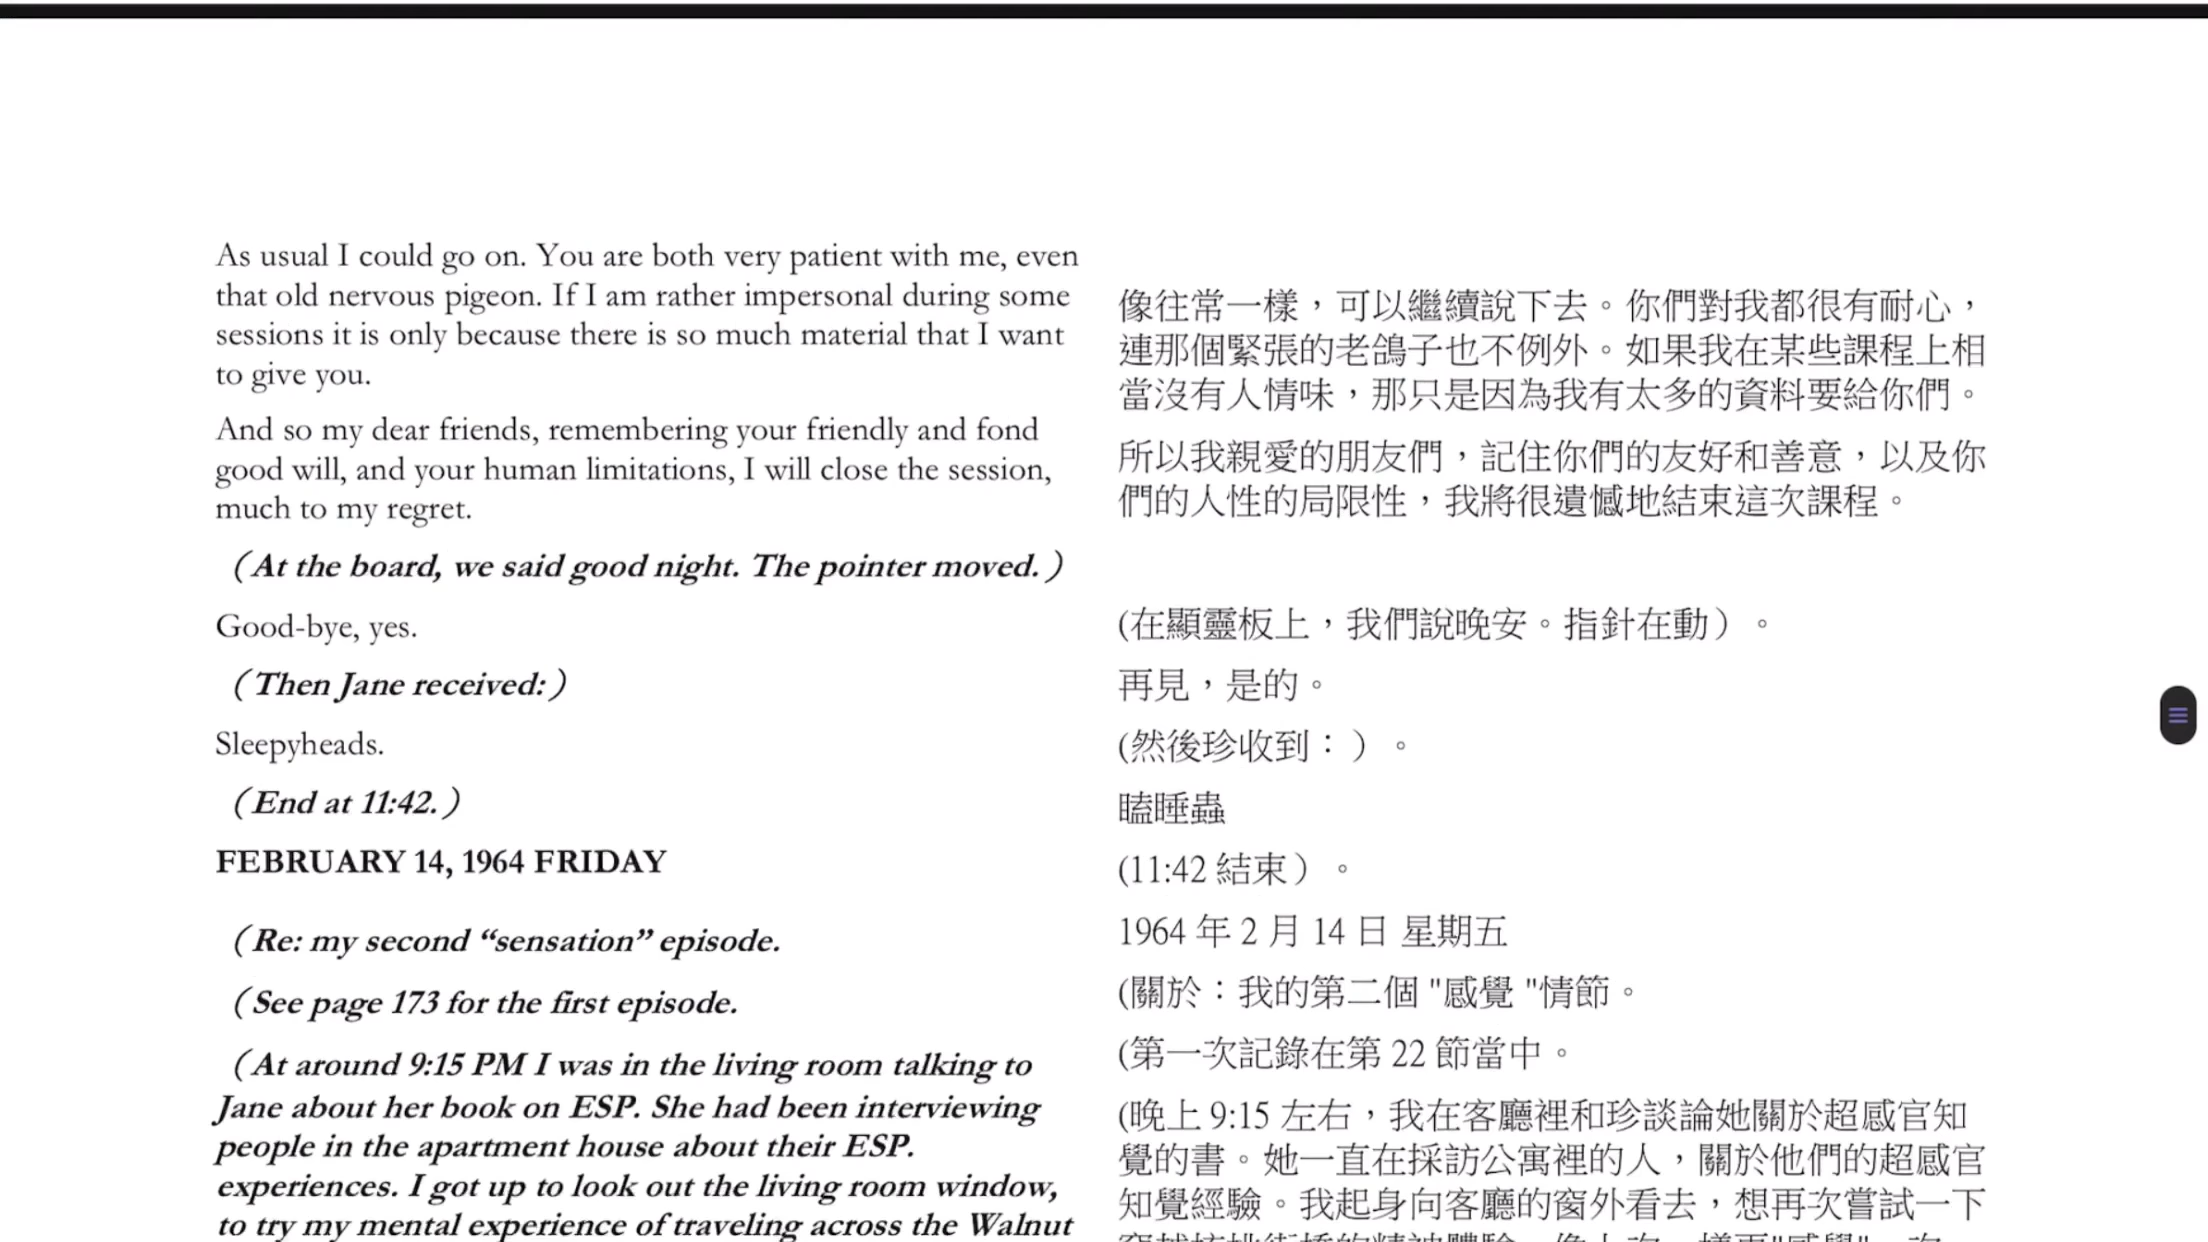 As usual I could go on. You are both very patient with me, even
that old nervous pigeon. If I am rather impersonal during some
sessions it is only because there is so much material that I want
to give you.
And so my dear friends, remembering your friendly and fond
good will, and your human limitations, I will close the session,
much to my regret.
(At the board, we said good night. The pointer moved.)
Good-bye, yes.
(Then Jane received:)
Sleepyheads.
(End at 11:42.)
FEBRUARY 14, 1964 FRIDAY
(Re: my second “sensation” episode.
(See page 173 for the first episode.
(At around 9:15 PM I was in the living room talking to
Jane about her book on ESP. She had been interviewing
people in the apartment house about their ESP.
experiences. I got up to look out the living room window,
to try my mental experience of traveling across the Walnut
像往常一樣，可以繼續說下去。你們對我都很有耐心，
連那個緊張的老鴿子也不例外。如果我在某些課程上相
當沒有人情味，那只是因為我有太多的資料要給你們。
所以我親愛的朋友們，記住你們的友好和善意，以及你
們的人性的局限性，我將很遺憾地結束這次課程。
(在顯靈板上，我們說晚安。指針在動）。
再見，是的。
(然後珍收到：）。
瞌睡蟲
(11:42 結束）。
1964 年 2 月 14 日 星期五
(關於：我的第二個 "感覺 "情節。
(第一次記錄在第 22 節當中。
(晚上 9:15 左右，我在客廳裡和珍談論她關於超感官知
覺的書。她一直在採訪公寓裡的人，關於他們的超感官
知覺經驗。我起身向客廳的窗外看去，想再次嘗試一下